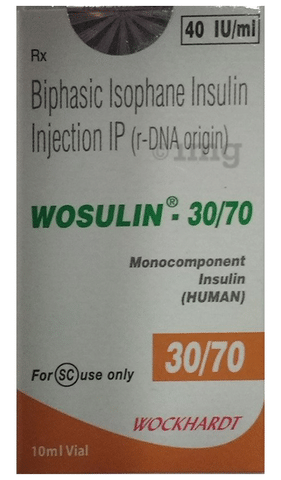 40 IU/ml
Rx
Biphasic Isophane Insulin
Injection IP (r-DNA origin)
1mg
WOSULIN® - 30/70
Monocomponent
Insulin
(HUMAN)
30/70
For SC use only
WOCKHARDT
10ml Vial